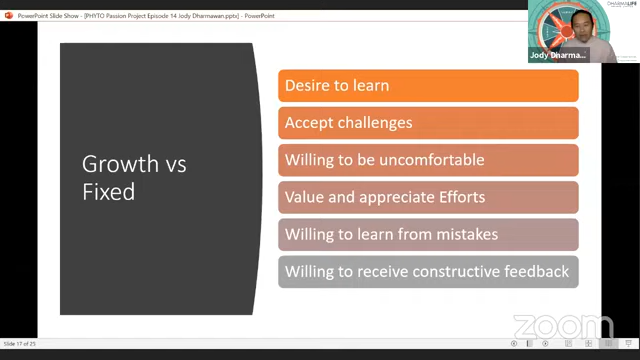 PowerPoint Slide Show - [PHYTO Passion Project Episode 14 Jody Dharmawan.pptx] - PowerPoint
DHARMALIFE
Jody Dharma...
Growth vs
Fixed
Desire to learn
Accept challenges
Willing to be uncomfortable
Value and appreciate Efforts
Willing to learn from mistakes
Willing to receive constructive feedback
zoom
Slide 17 of 25